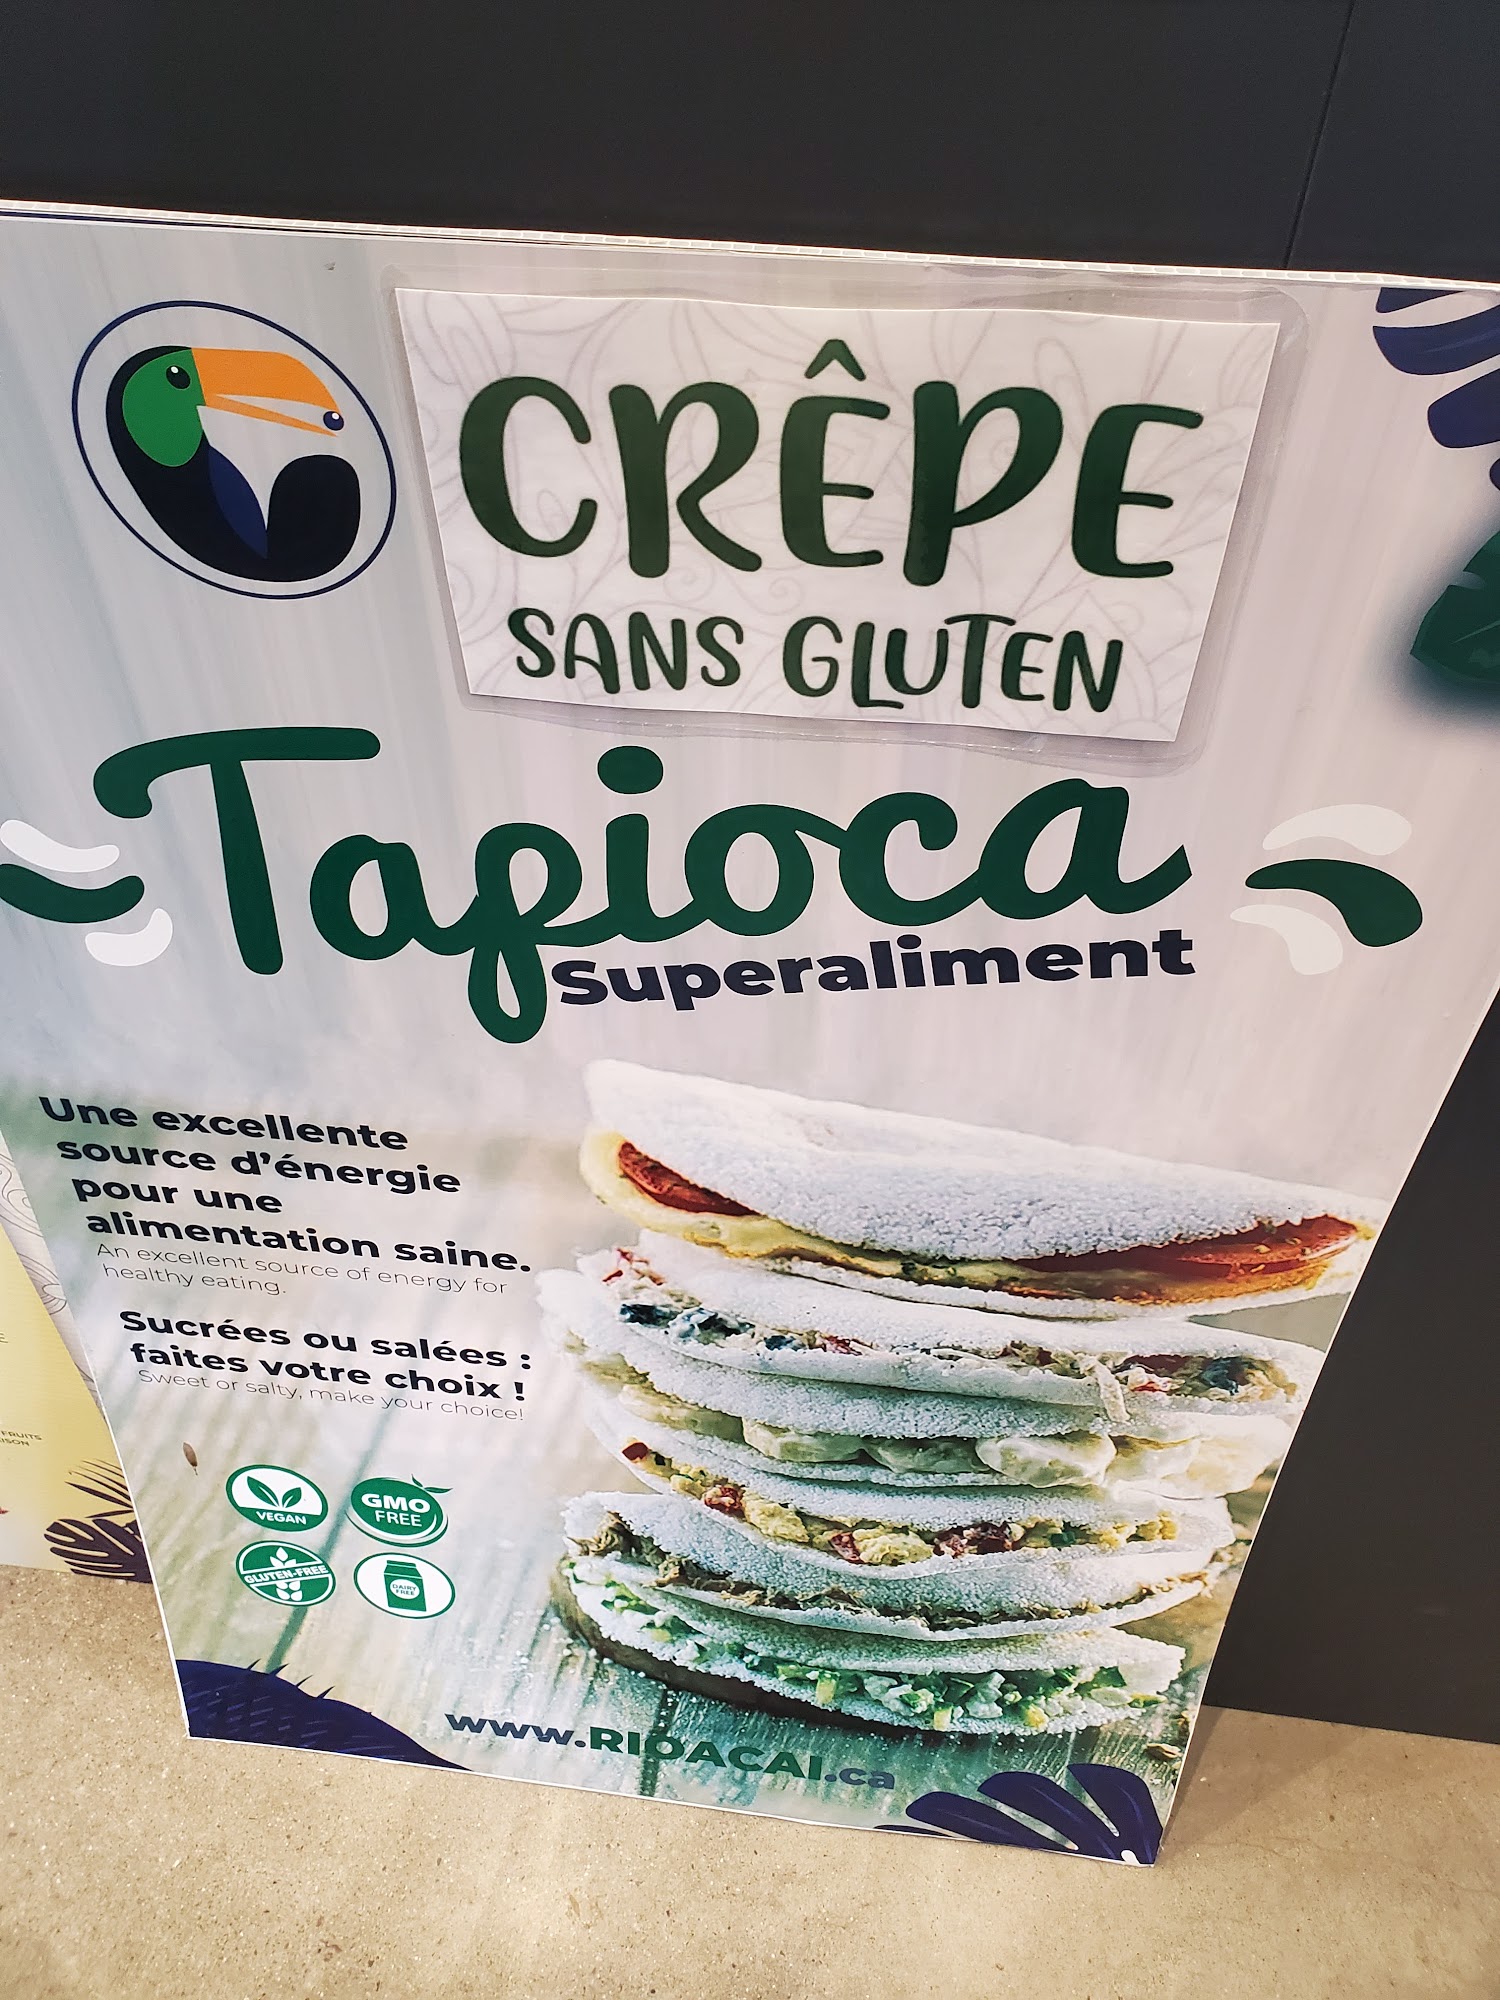 CRÊPE
SANS GLUTEN
Tapioca
Superaliment
Une excellente
source d'énergie
pour une
alimentation saine.
An excellent source of energy for
healthy eating.
Sucrées ou salées :
faites votre choix !
Sweet or salty, make your choice!
VEGAN
GMO
FREE
GLUTEN-FREE
DAIRY
FREE
www.RIOACAI.ca
FRUITS